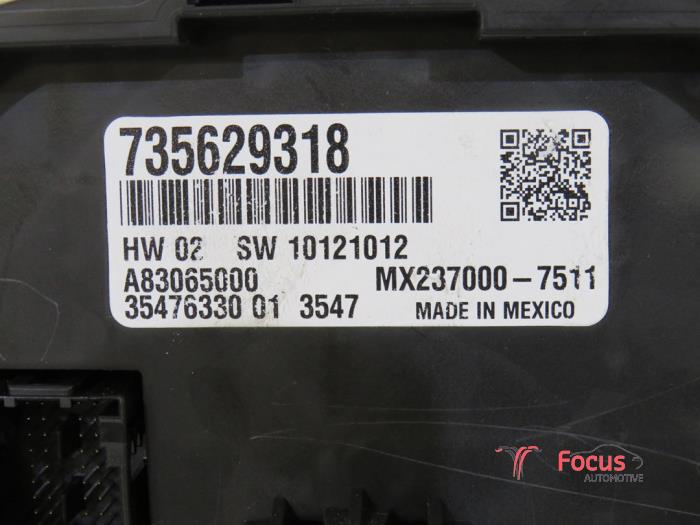 735629318
HW 02 SW 10121012
A83065000 MX237000-7511
35476330 01 3547 MADE IN MEXICO
Focus
AUTOMOTIVE